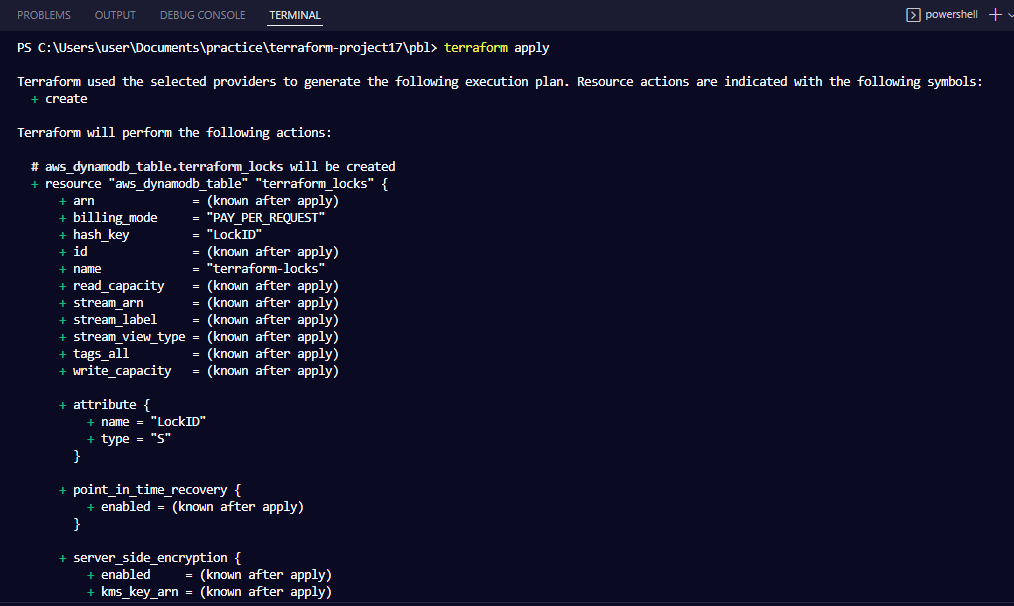 PROBLEMS OUTPUT DEBUG CONSOLE TERMINAL powershell
PS C:\Users\user\Documents\practice\terraform-project17\pbl> terraform apply
Terraform used the selected providers to generate the following execution plan. Resource actions are indicated with the following symbols:
  + create
Terraform will perform the following actions:
  # aws_dynamodb_table.terraform_locks will be created
  + resource "aws_dynamodb_table" "terraform_locks" {
      + arn              = (known after apply)
      + billing_mode     = "PAY_PER_REQUEST"
      + hash_key         = "LockID"
      + id               = (known after apply)
      + name             = "terraform-locks"
      + read_capacity    = (known after apply)
      + stream_arn       = (known after apply)
      + stream_label     = (known after apply)
      + stream_view_type = (known after apply)
      + tags_all         = (known after apply)
      + write_capacity   = (known after apply)
      + attribute {
          + name = "LockID"
          + type = "S"
        }
      + point_in_time_recovery {
          + enabled = (known after apply)
        }
      + server_side_encryption {
          + enabled     = (known after apply)
          + kms_key_arn = (known after apply)